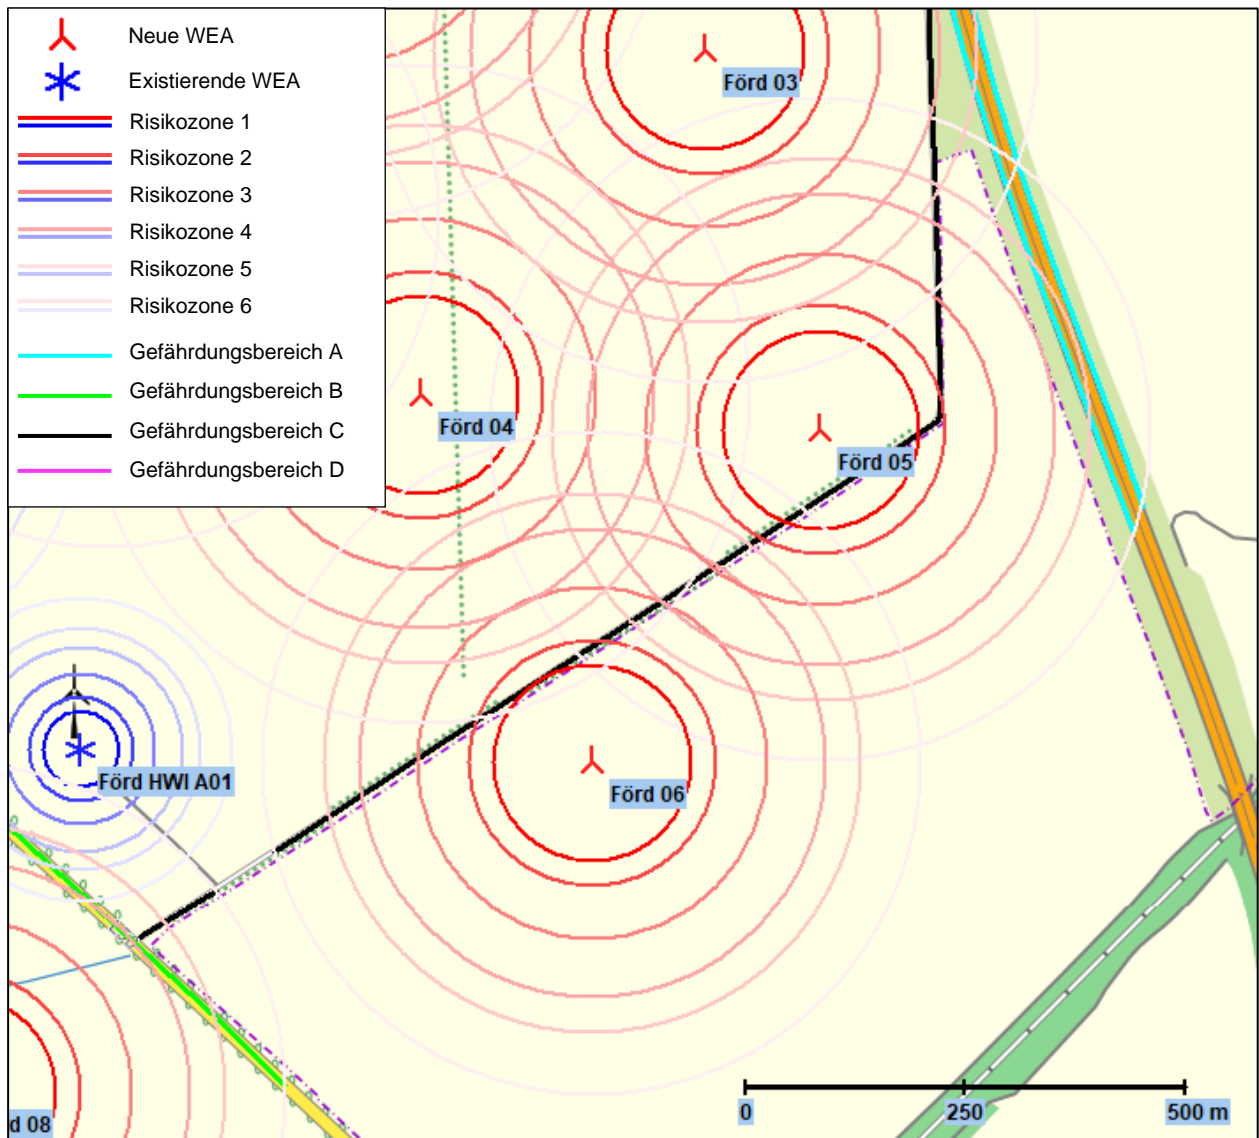 Neue WEA
Existierende WEA
Risikozone 1
Risikozone 2
Risikozone 3
Risikozone 4
Risikozone 5
Risikozone 6
Gefährdungsbereich A
Gefährdungsbereich B
Gefährdungsbereich C
Gefährdungsbereich D
Förd 03
Förd 04
Förd 05
Förd HWI A01
Förd 06
d 08
0 250 500 m